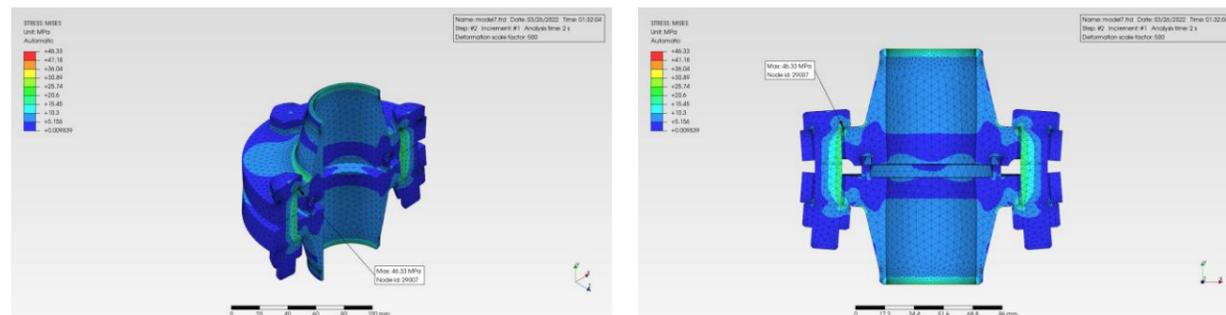 STRESS: MISES
Unit: MPa
Automatic
+46.33
+41.18
+36.04
+30.89
+25.74
+20.6
+15.45
+10.3
+5.156
+0.009839
Name: model7.frd Date: 03/26/2022 Time: 01:32:04
Step: #2 Increment: #1 Analysis time: 2 s
Deformation scale factor: 500
Max: 46.33 MPa
Node id: 29007
0 20 40 60 80 100 mm
STRESS: MISES
Unit: MPa
Automatic
+46.33
+41.18
+36.04
+30.89
+25.74
+20.6
+15.45
+10.3
+5.156
+0.009839
Name: model7.frd Date: 03/26/2022 Time: 01:32:04
Step: #2 Increment: #1 Analysis time: 2 s
Deformation scale factor: 500
Max: 46.33 MPa
Node id: 29007
0 17.2 34.4 51.6 68.8 86 mm